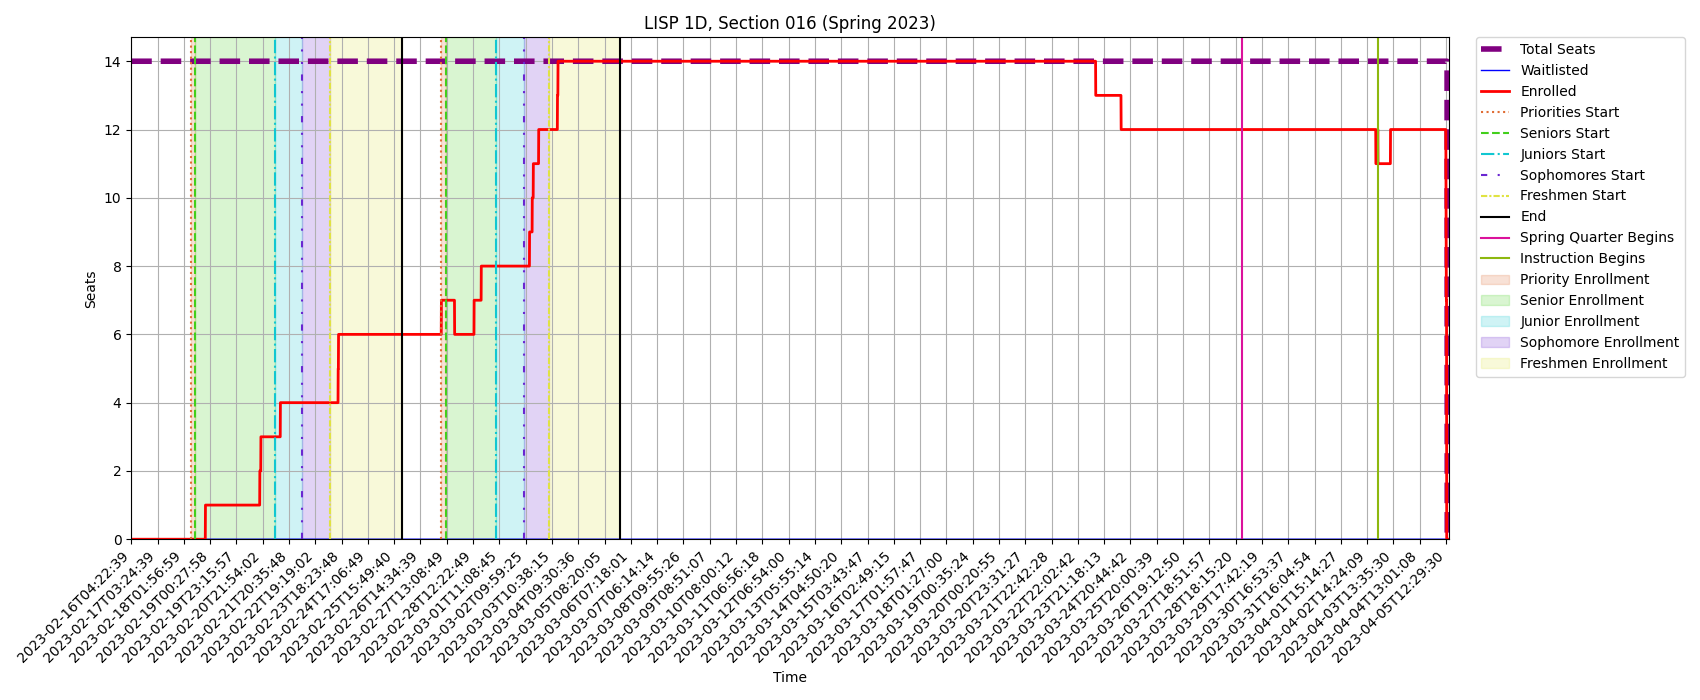 LISP 1D, Section 016 (Spring 2023)
Total Seats
Waitlisted
Enrolled
Priorities Start
Seniors Start
Juniors Start
Sophomores Start
Freshmen Start
End
Spring Quarter Begins
Instruction Begins
Priority Enrollment
Senior Enrollment
Junior Enrollment
Sophomore Enrollment
Freshmen Enrollment
Seats
14
12
10
8
6
4
2
0
2023-02-16T04:22:39
2023-02-17T03:24:39
2023-02-18T01:56:59
2023-02-19T00:27:58
2023-02-19T23:15:57
2023-02-20T21:54:02
2023-02-21T20:35:48
2023-02-22T19:19:02
2023-02-23T18:23:48
2023-02-24T17:06:49
2023-02-25T15:49:40
2023-02-26T14:34:39
2023-02-27T13:08:49
2023-02-28T12:22:49
2023-03-01T11:08:45
2023-03-02T09:59:25
2023-03-03T10:38:15
2023-03-04T09:30:36
2023-03-05T08:20:05
2023-03-06T07:18:01
2023-03-07T06:14:14
2023-03-08T09:55:26
2023-03-09T08:51:07
2023-03-10T08:00:12
2023-03-11T06:56:18
2023-03-12T06:54:00
2023-03-13T05:55:14
2023-03-14T04:50:20
2023-03-15T03:43:47
2023-03-16T02:49:15
2023-03-17T01:57:47
2023-03-18T01:27:00
2023-03-19T00:35:24
2023-03-20T00:20:55
2023-03-20T23:31:27
2023-03-21T22:42:28
2023-03-22T22:02:42
2023-03-23T21:18:13
2023-03-24T20:44:42
2023-03-25T20:00:39
2023-03-26T19:12:50
2023-03-27T18:51:57
2023-03-28T18:15:20
2023-03-29T17:42:19
2023-03-30T16:53:37
2023-03-31T16:04:54
2023-04-01T15:14:27
2023-04-02T14:24:09
2023-04-03T13:35:30
2023-04-04T13:01:08
2023-04-05T12:29:30
Time